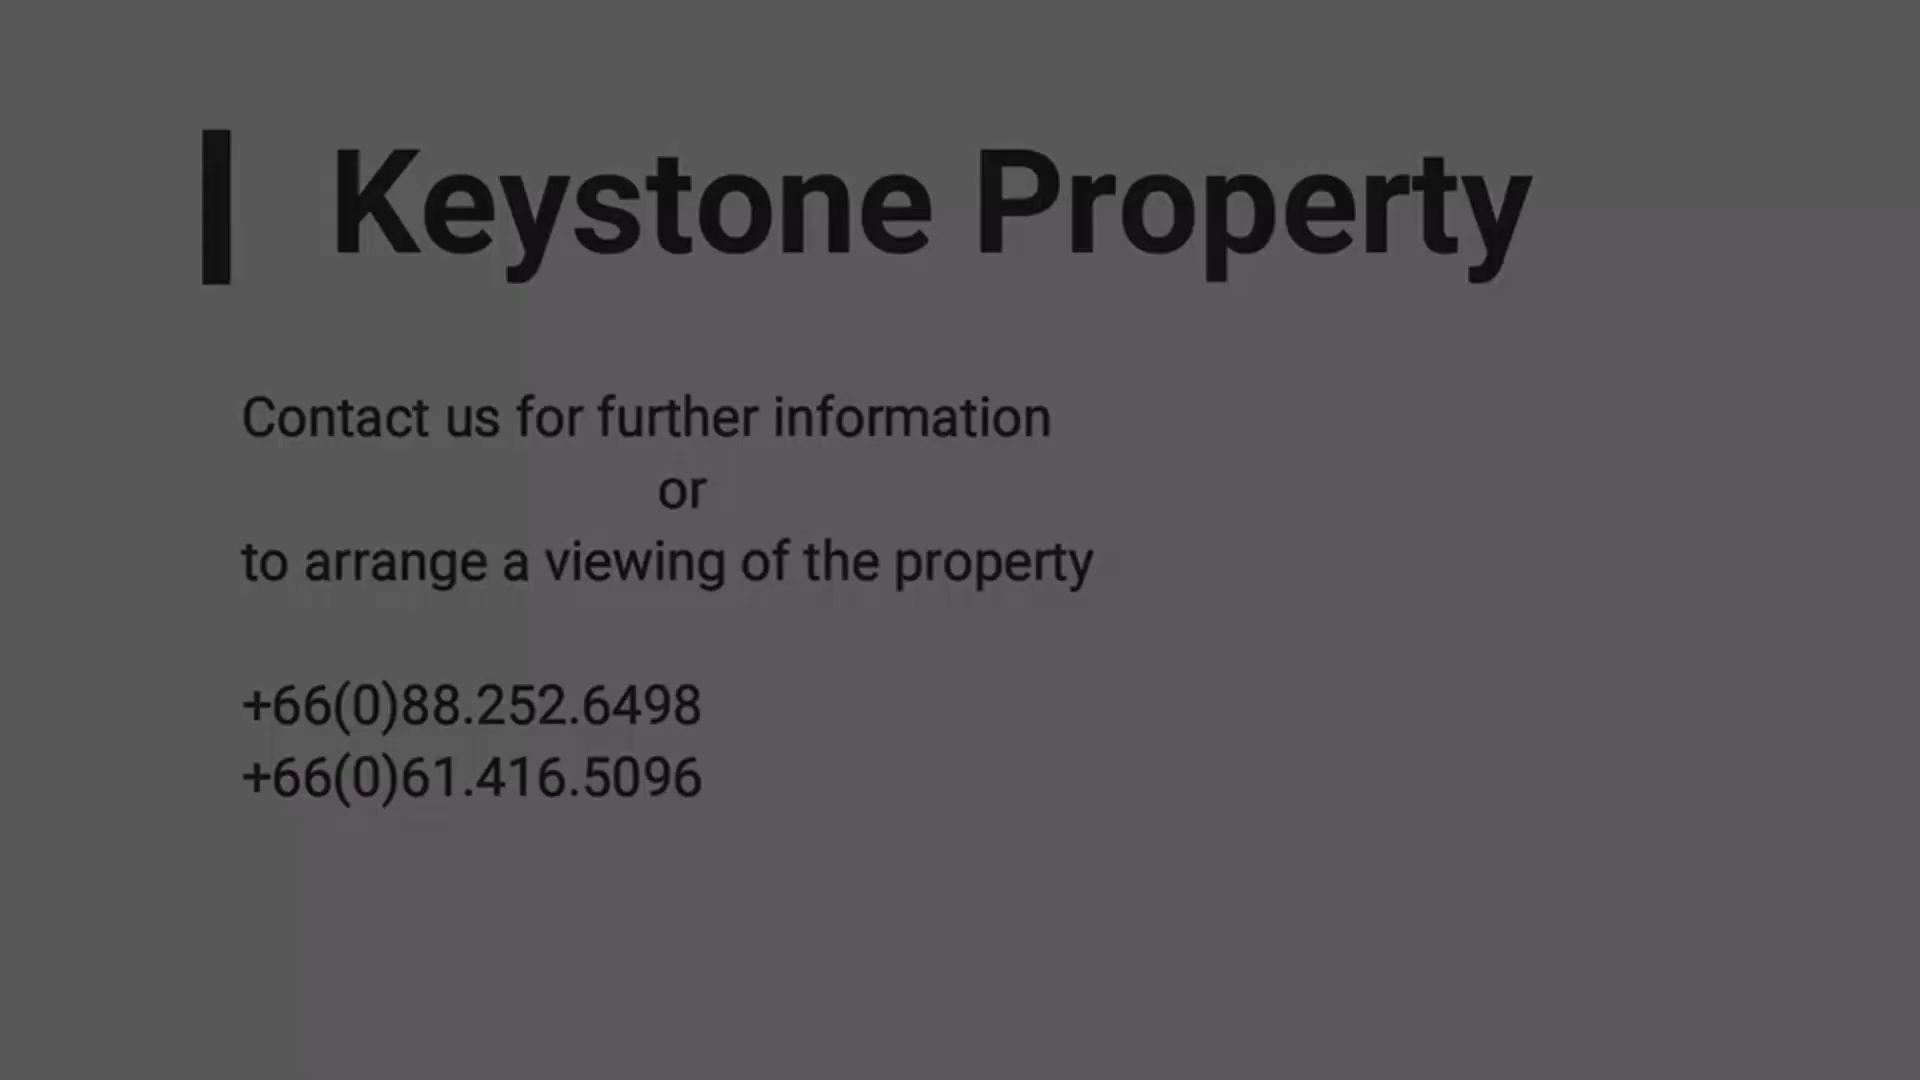 Keystone Property
Contact us for further information
or
to arrange a viewing of the property
+66(0)88.252.6498
+66(0)61.416.5096